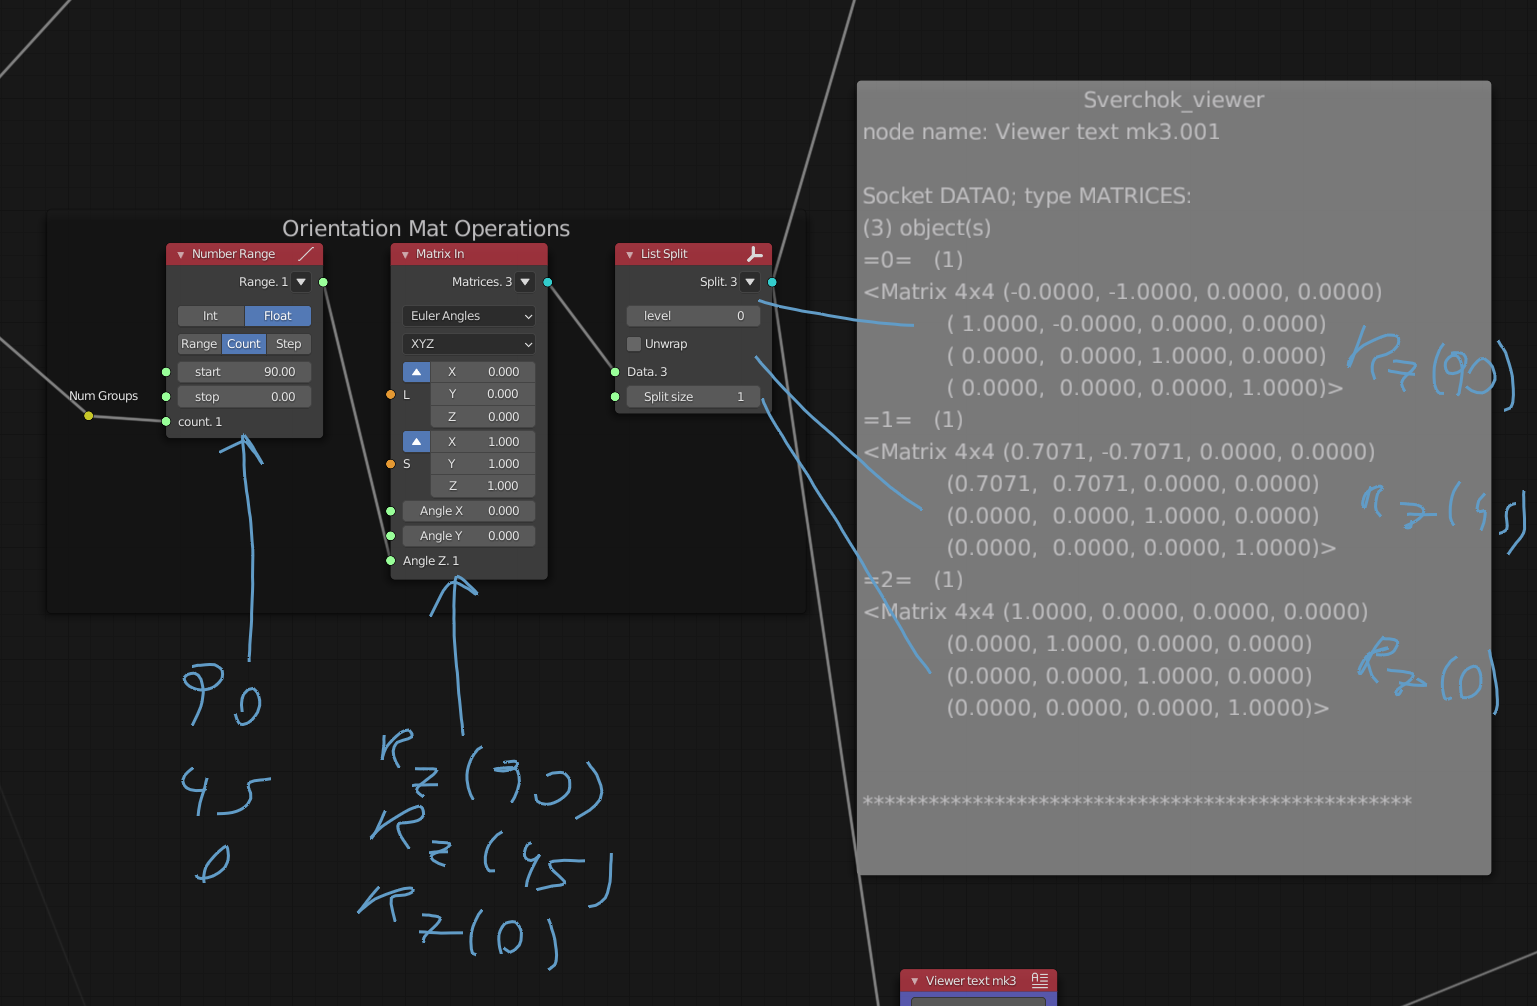 Orientation Mat Operations
Number Range
Range. 1
Int Float
Range Count Step
start 90.00
stop 0.00
count. 1
Num Groups
Matrix In
Matrices. 3
Euler Angles
XYZ
X 0.000
L Y 0.000
Z 0.000
X 1.000
S Y 1.000
Z 1.000
Angle X 0.000
Angle Y 0.000
Angle Z. 1
List Split
Split. 3
level 0
Unwrap
Data. 3
Split size 1
Sverchok_viewer
node name: Viewer text mk3.001
Socket DATA0; type MATRICES:
(3) object(s)
=0= (1)
<Matrix 4x4 (-0.0000, -1.0000, 0.0000, 0.0000)
( 1.0000, -0.0000, 0.0000, 0.0000)
( 0.0000, 0.0000, 1.0000, 0.0000)
( 0.0000, 0.0000, 0.0000, 1.0000)>
Rz(90)
=1= (1)
<Matrix 4x4 (0.7071, -0.7071, 0.0000, 0.0000)
(0.7071, 0.7071, 0.0000, 0.0000)
(0.0000, 0.0000, 1.0000, 0.0000)
(0.0000, 0.0000, 0.0000, 1.0000)>
Rz(45)
=2= (1)
<Matrix 4x4 (1.0000, 0.0000, 0.0000, 0.0000)
(0.0000, 1.0000, 0.0000, 0.0000)
(0.0000, 0.0000, 1.0000, 0.0000)
(0.0000, 0.0000, 0.0000, 1.0000)>
Rz(0)
**************************************************
90
45
0
Rz(90)
Rz(45)
Rz(0)
Viewer text mk3